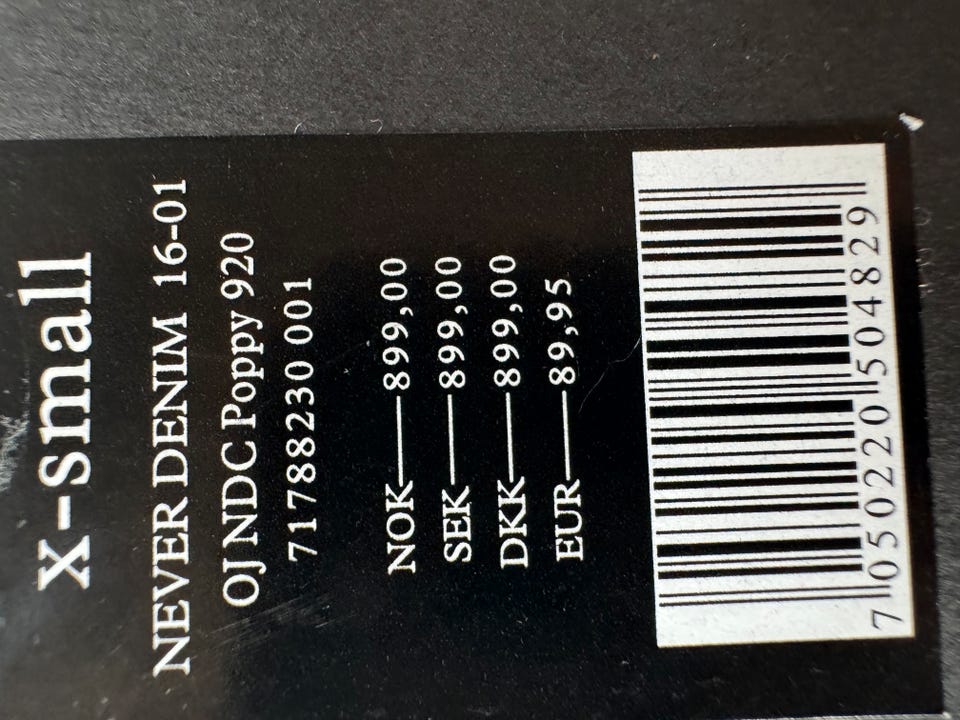 X-small
NEVER DENIM 16-01
OJ NDC Poppy 920
71788230 001
NOK—899,00
SEK—899,00
DKK—899,00
EUR—89,95
7050220504829